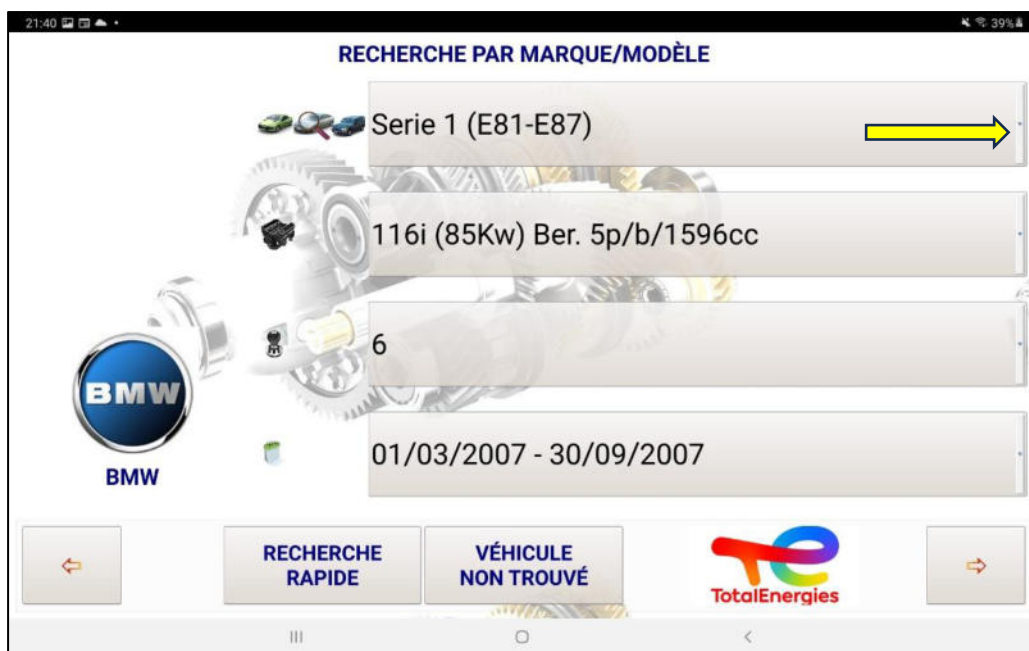 21:40
39%
RECHERCHE PAR MARQUE/MODÈLE
Serie 1 (E81-E87)
116i (85Kw) Ber. 5p/b/1596cc
6
01/03/2007 - 30/09/2007
BMW
BMW
RECHERCHE
RAPIDE
VÉHICULE
NON TROUVÉ
TotalEnergies